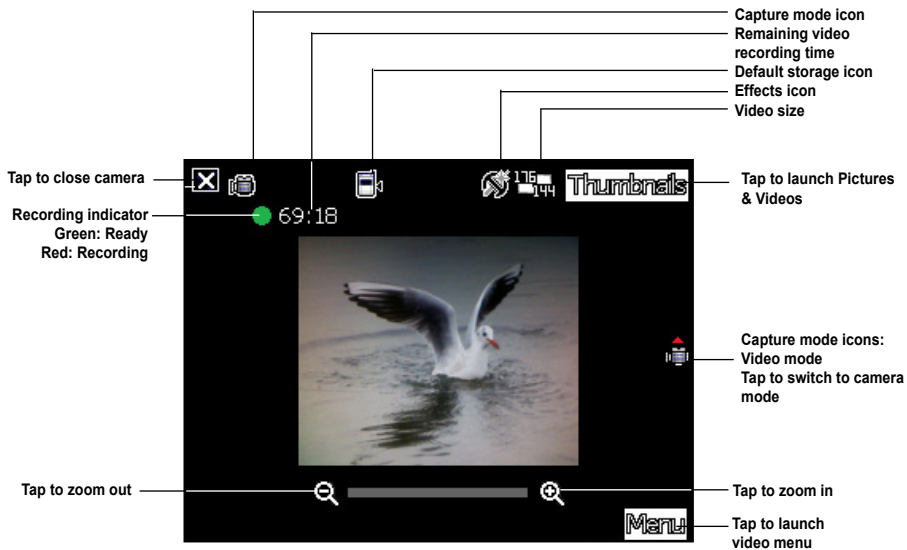 Capture mode icon
Remaining video
recording time
Default storage icon
Effects icon
Video size
Tap to close camera
176
144
Thumbnails
Tap to launch Pictures
& Videos
Recording indicator
Green: Ready
Red: Recording
69:18
Capture mode icons:
Video mode
Tap to switch to camera
mode
Tap to zoom out
Tap to zoom in
Menu
Tap to launch
video menu